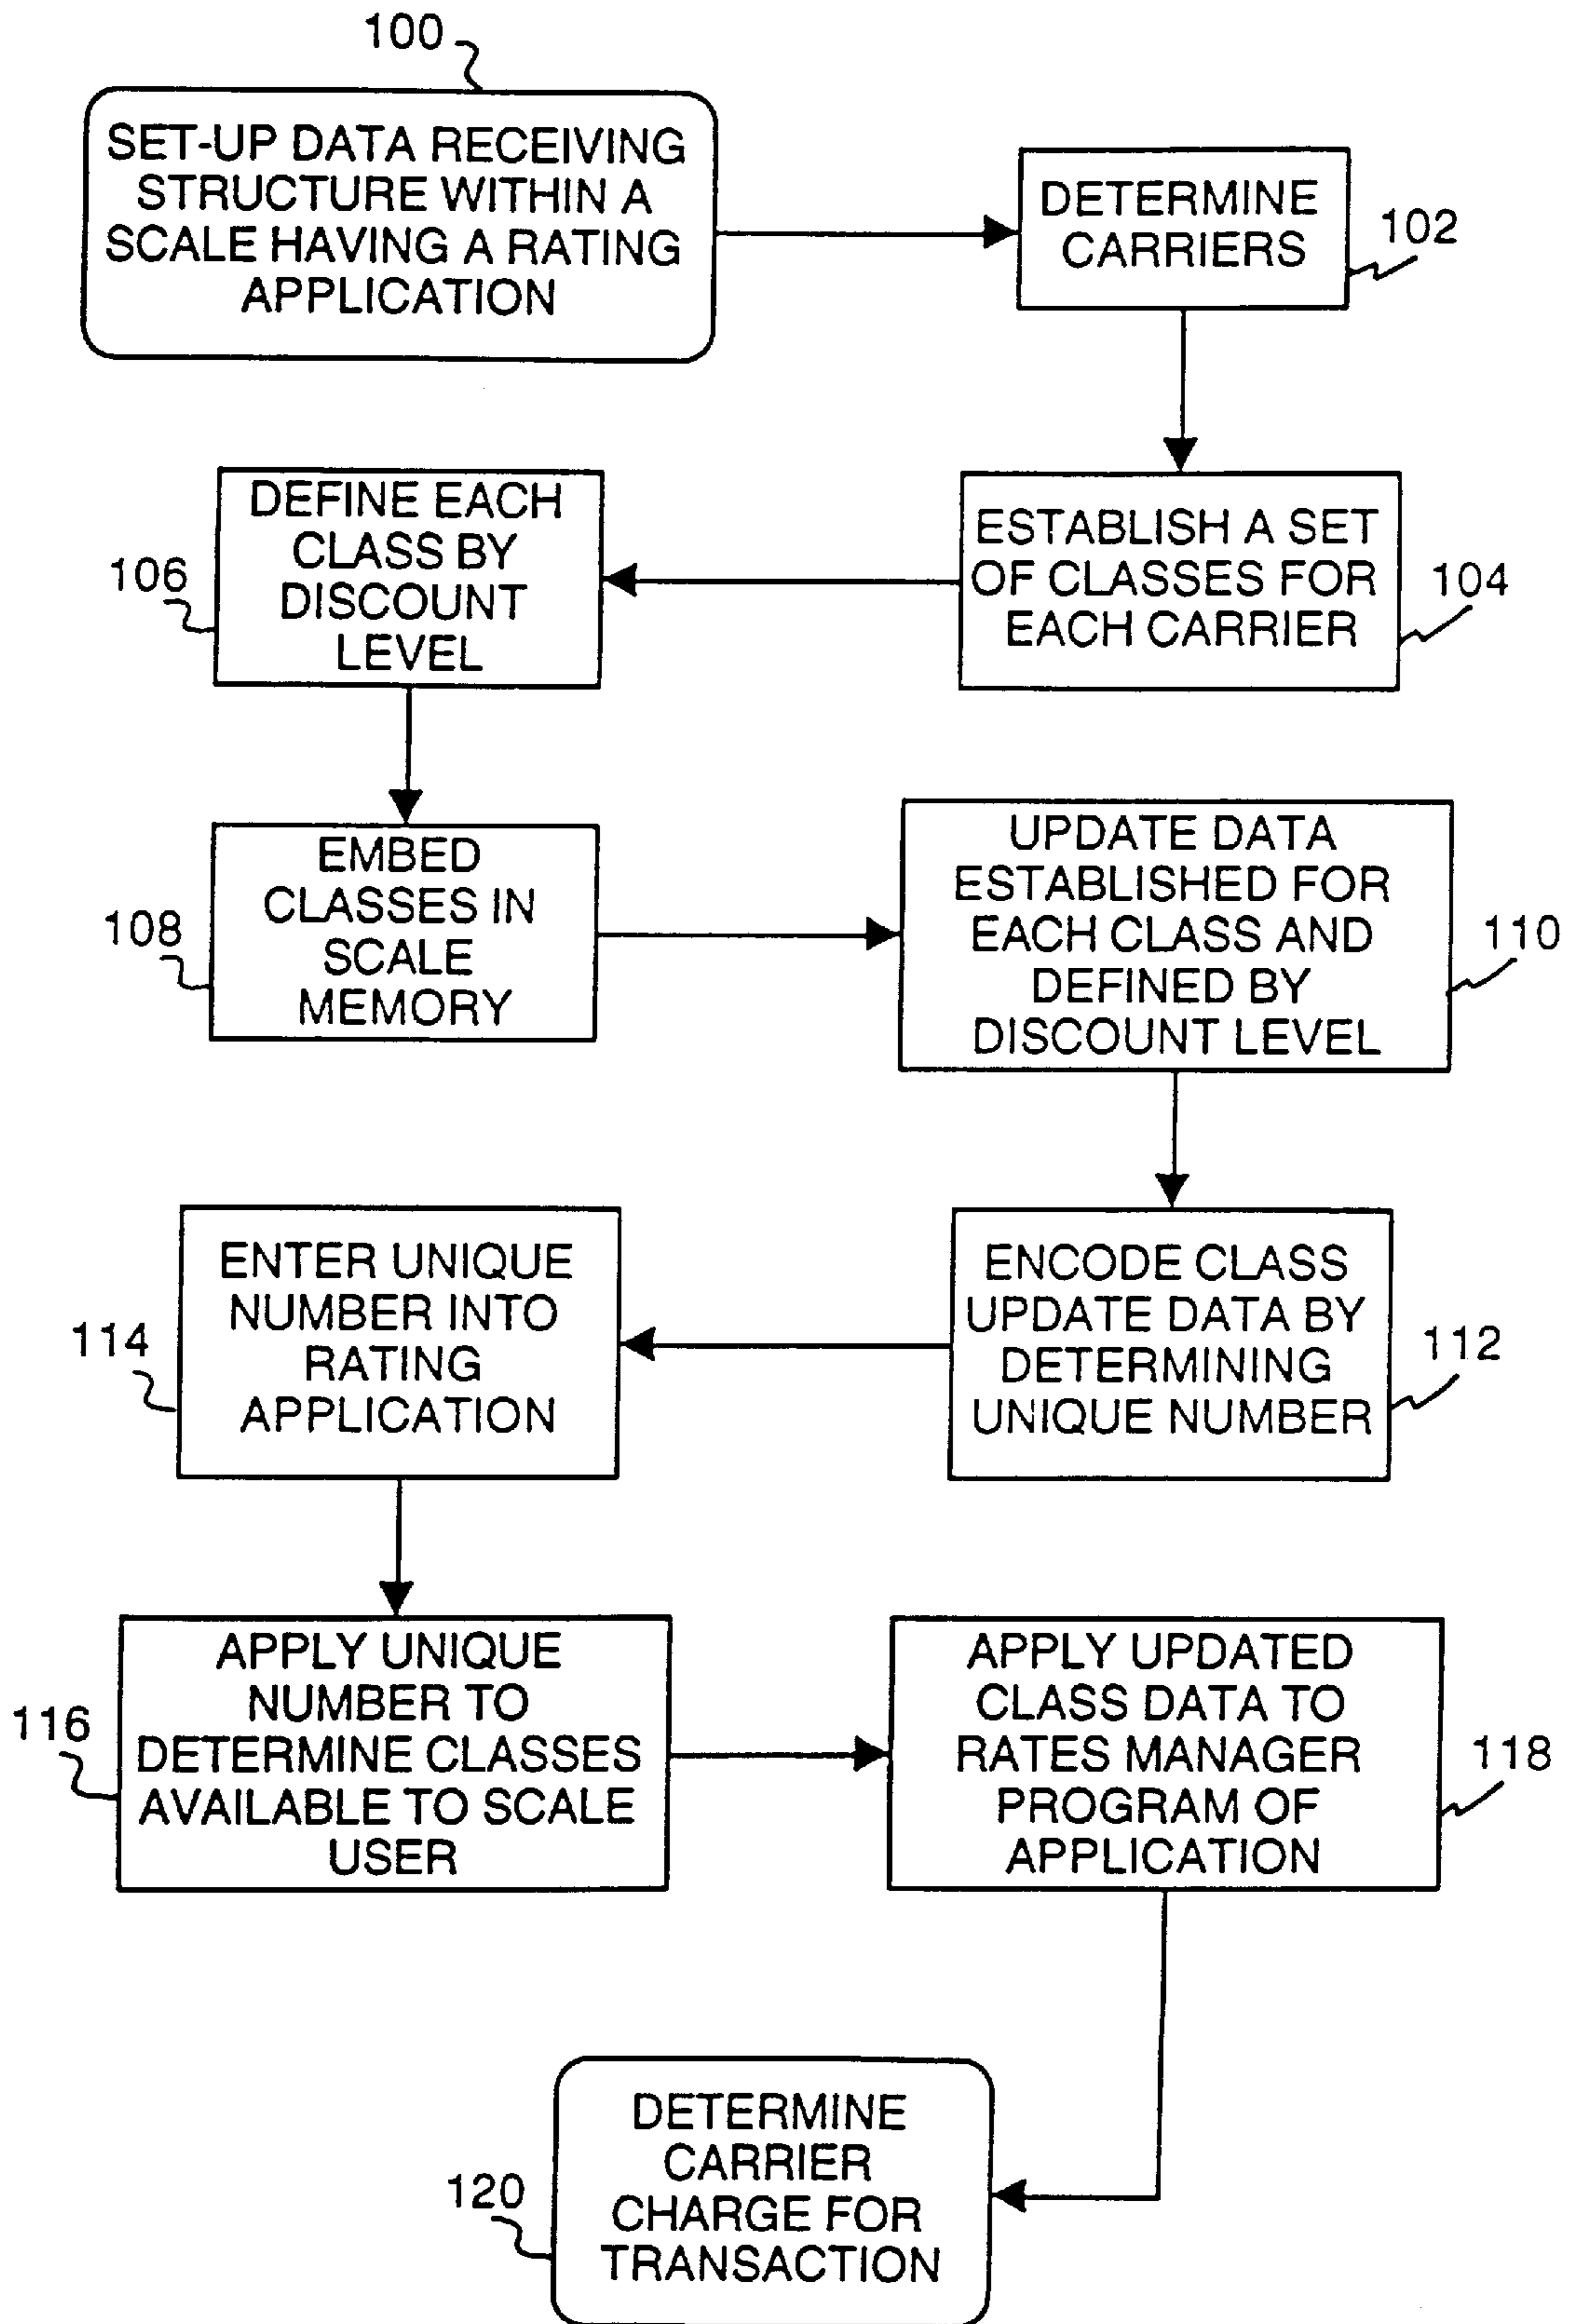 100
SET-UP DATA RECEIVING
STRUCTURE WITHIN A
SCALE HAVING A RATING
APPLICATION
DETERMINE
CARRIERS
102
ESTABLISH A SET
OF CLASSES FOR
EACH CARRIER
104
DEFINE EACH
CLASS BY
DISCOUNT
LEVEL
106
EMBED
CLASSES IN
SCALE
MEMORY
108
UPDATE DATA
ESTABLISHED FOR
EACH CLASS AND
DEFINED BY
DISCOUNT LEVEL
110
ENCODE CLASS
UPDATE DATA BY
DETERMINING
UNIQUE NUMBER
112
ENTER UNIQUE
NUMBER INTO
RATING
APPLICATION
114
APPLY UNIQUE
NUMBER TO
DETERMINE CLASSES
AVAILABLE TO SCALE
USER
116
APPLY UPDATED
CLASS DATA TO
RATES MANAGER
PROGRAM OF
APPLICATION
118
DETERMINE
CARRIER
CHARGE FOR
TRANSACTION
120